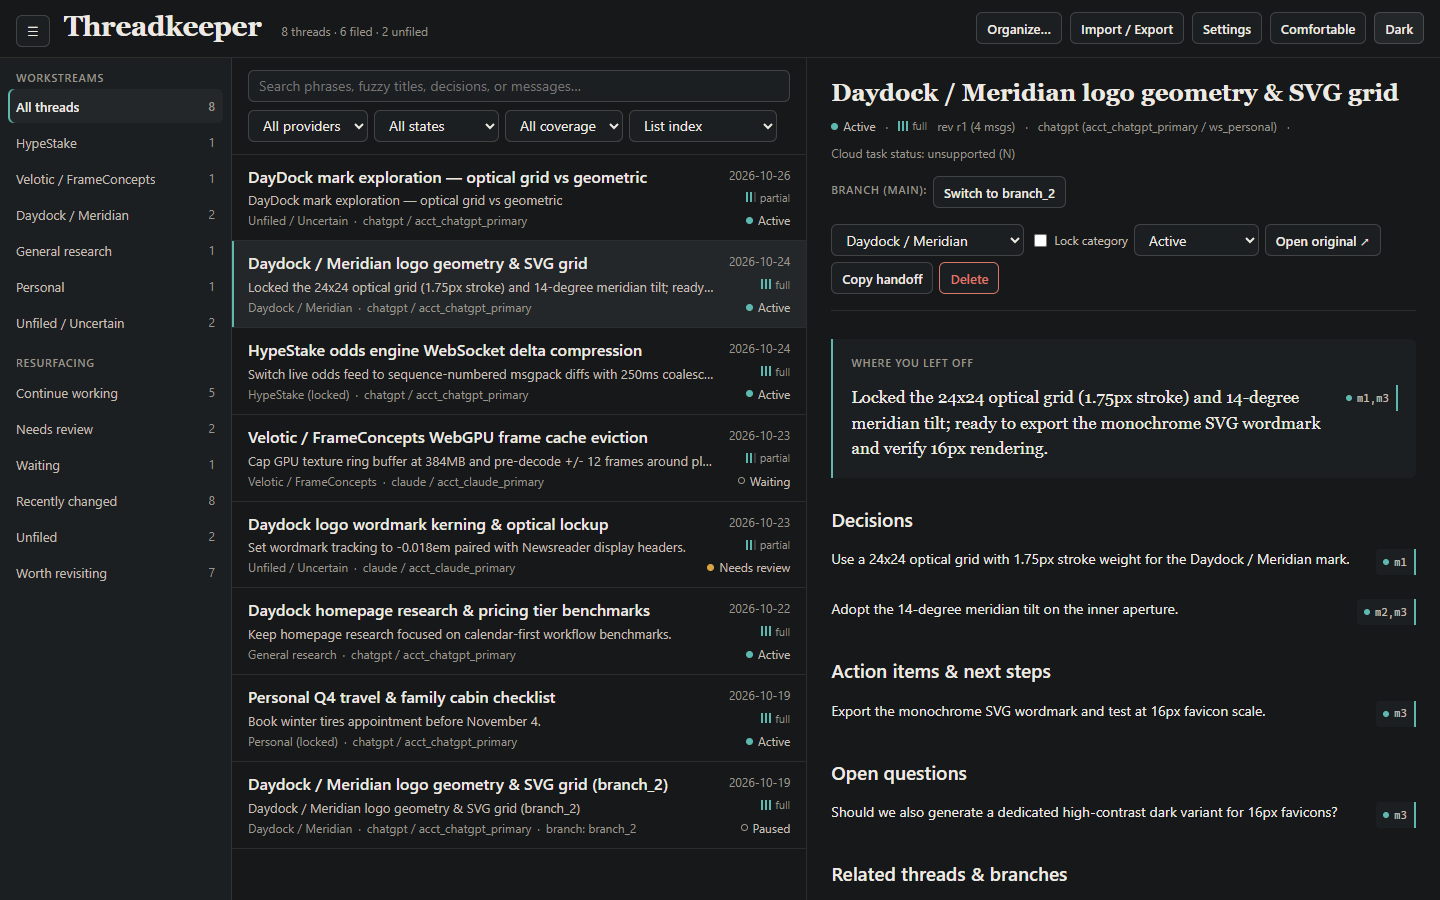 ☰
Threadkeeper
8 threads · 6 filed · 2 unfiled
Organize...
Import / Export
Settings
Comfortable
Dark
WORKSTREAMS
All threads 8
HypeStake 1
Velotic / FrameConcepts 1
Daydock / Meridian 2
General research 1
Personal 1
Unfiled / Uncertain 2
RESURFACING
Continue working 5
Needs review 2
Waiting 1
Recently changed 8
Unfiled 2
Worth revisiting 7
Search phrases, fuzzy titles, decisions, or messages...
All providers
All states
All coverage
List index
DayDock mark exploration — optical grid vs geometric 2026-10-26
DayDock mark exploration — optical grid vs geometric partial
Unfiled / Uncertain · chatgpt / acct_chatgpt_primary Active
Daydock / Meridian logo geometry & SVG grid 2026-10-24
Locked the 24x24 optical grid (1.75px stroke) and 14-degree meridian tilt; ready... full
Daydock / Meridian · chatgpt / acct_chatgpt_primary Active
HypeStake odds engine WebSocket delta compression 2026-10-24
Switch live odds feed to sequence-numbered msgpack diffs with 250ms coalesc... full
HypeStake (locked) · chatgpt / acct_chatgpt_primary Active
Velotic / FrameConcepts WebGPU frame cache eviction 2026-10-23
Cap GPU texture ring buffer at 384MB and pre-decode +/- 12 frames around pl... partial
Velotic / FrameConcepts · claude / acct_claude_primary Waiting
Daydock logo wordmark kerning & optical lockup 2026-10-23
Set wordmark tracking to -0.018em paired with Newsreader display headers. partial
Unfiled / Uncertain · claude / acct_claude_primary Needs review
Daydock homepage research & pricing tier benchmarks 2026-10-22
Keep homepage research focused on calendar-first workflow benchmarks. full
General research · chatgpt / acct_chatgpt_primary Active
Personal Q4 travel & family cabin checklist 2026-10-19
Book winter tires appointment before November 4. full
Personal (locked) · chatgpt / acct_chatgpt_primary Active
Daydock / Meridian logo geometry & SVG grid (branch_2) 2026-10-19
Daydock / Meridian logo geometry & SVG grid (branch_2) full
Daydock / Meridian · chatgpt / acct_chatgpt_primary · branch: branch_2 Paused
Daydock / Meridian logo geometry & SVG grid
Active · full rev r1 (4 msgs) · chatgpt (acct_chatgpt_primary / ws_personal) ·
Cloud task status: unsupported (N)
BRANCH (MAIN): Switch to branch_2
Daydock / Meridian
Lock category
Active
Open original ↗
Copy handoff
Delete
WHERE YOU LEFT OFF
Locked the 24x24 optical grid (1.75px stroke) and 14-degree m1,m3
meridian tilt; ready to export the monochrome SVG wordmark
and verify 16px rendering.
Decisions
Use a 24x24 optical grid with 1.75px stroke weight for the Daydock / Meridian mark. m1
Adopt the 14-degree meridian tilt on the inner aperture. m2,m3
Action items & next steps
Export the monochrome SVG wordmark and test at 16px favicon scale. m3
Open questions
Should we also generate a dedicated high-contrast dark variant for 16px favicons? m3
Related threads & branches